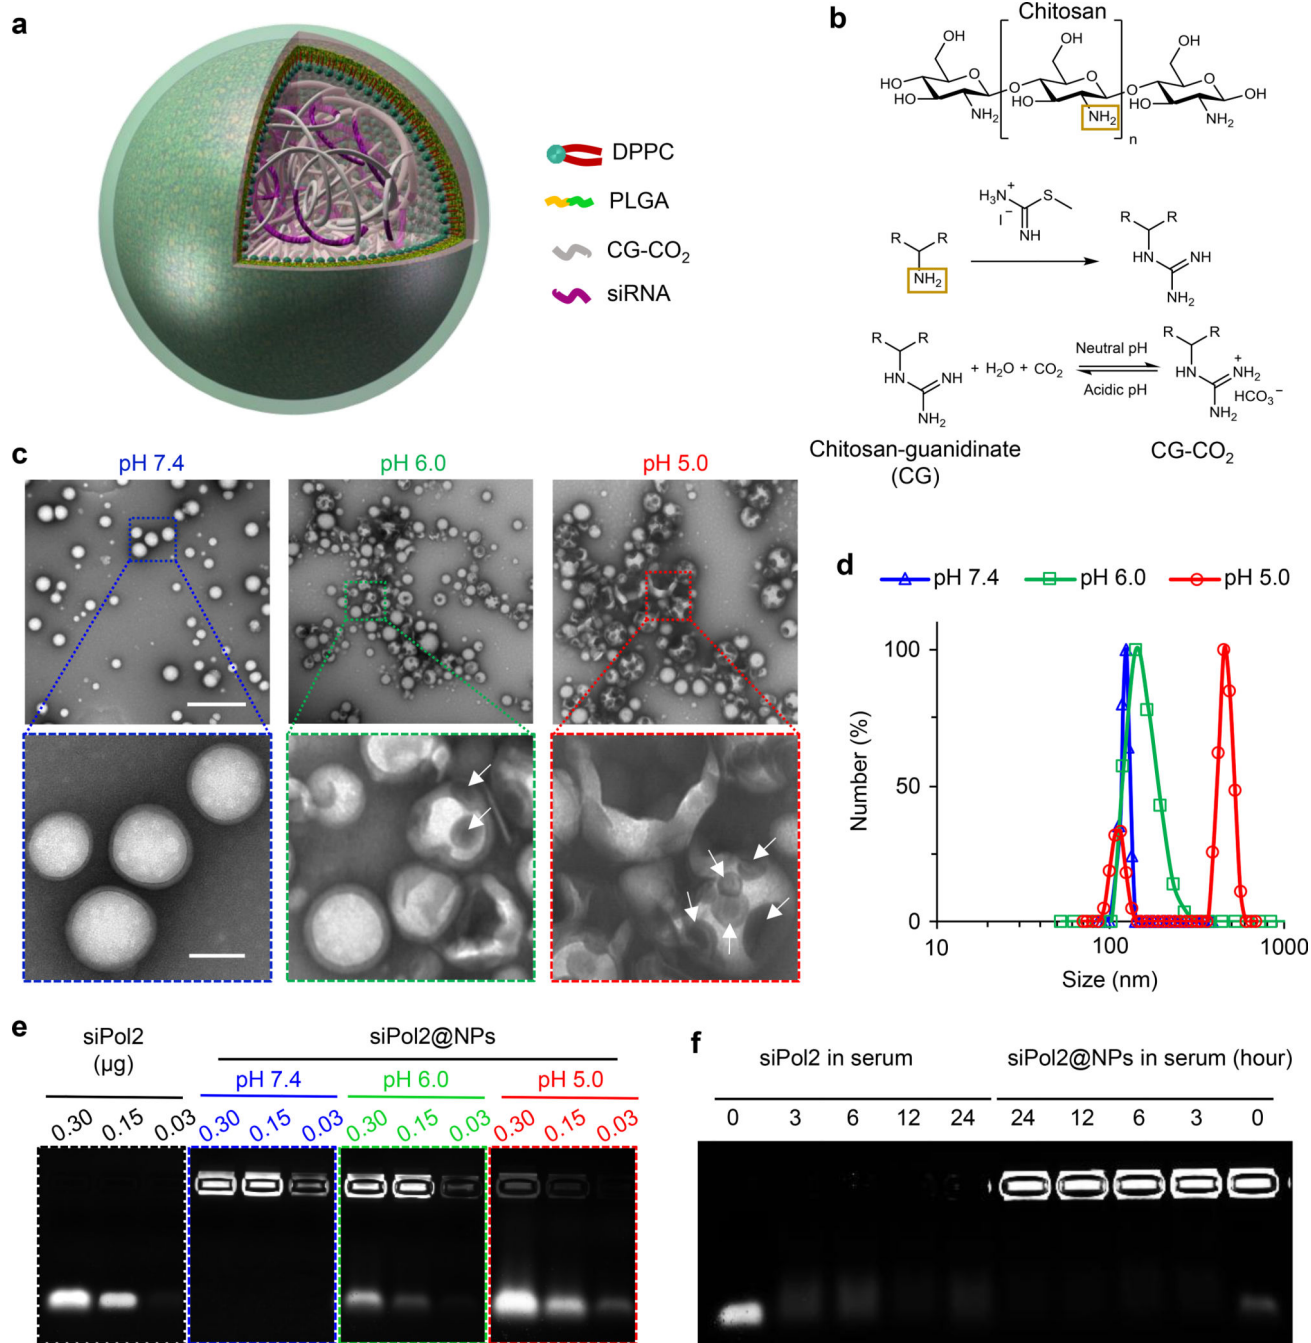 a
DPPC
PLGA
CG-CO₂
siRNA
b
Chitosan
OH
OH
OH
HO
HO
O
NH₂
O
HO
O
NH₂
n
O
HO
O
OH
NH₂
H₃N⁺
S
I⁻
NH
R R
NH₂
R R
HN
NH
NH₂
R R
HN
NH
NH₂
+ H₂O + CO₂
Neutral pH
Acidic pH
R R
HN
NH₂⁺
NH₂
HCO₃⁻
Chitosan-guanidinate
(CG)
CG-CO₂
c
pH 7.4
pH 6.0
pH 5.0
d
pH 7.4 pH 6.0 pH 5.0
Number (%)
100
50
0
10 100 1000
Size (nm)
e
siPol2
(µg)
siPol2@NPs
pH 7.4 pH 6.0 pH 5.0
0.30 0.15 0.03 0.30 0.15 0.03 0.30 0.15 0.03 0.30 0.15 0.03
f
siPol2 in serum siPol2@NPs in serum (hour)
0 3 6 12 24 24 12 6 3 0